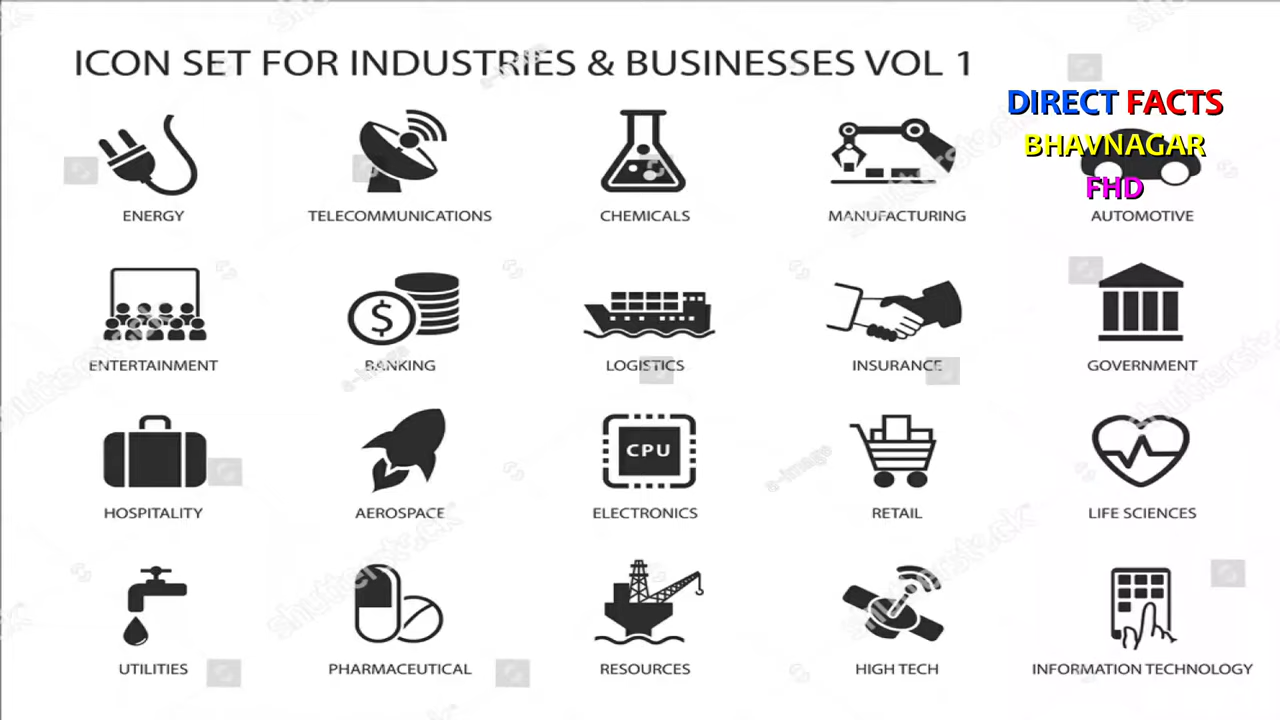 ICON SET FOR INDUSTRIES & BUSINESSES VOL 1
DIRECT FACTS
BHAVNAGAR
FHD
ENERGY
TELECOMMUNICATIONS
CHEMICALS
MANUFACTURING
AUTOMOTIVE
$
ENTERTAINMENT
BANKING
LOGISTICS
INSURANCE
GOVERNMENT
CPU
HOSPITALITY
AEROSPACE
ELECTRONICS
RETAIL
LIFE SCIENCES
UTILITIES
PHARMACEUTICAL
RESOURCES
HIGH TECH
INFORMATION TECHNOLOGY